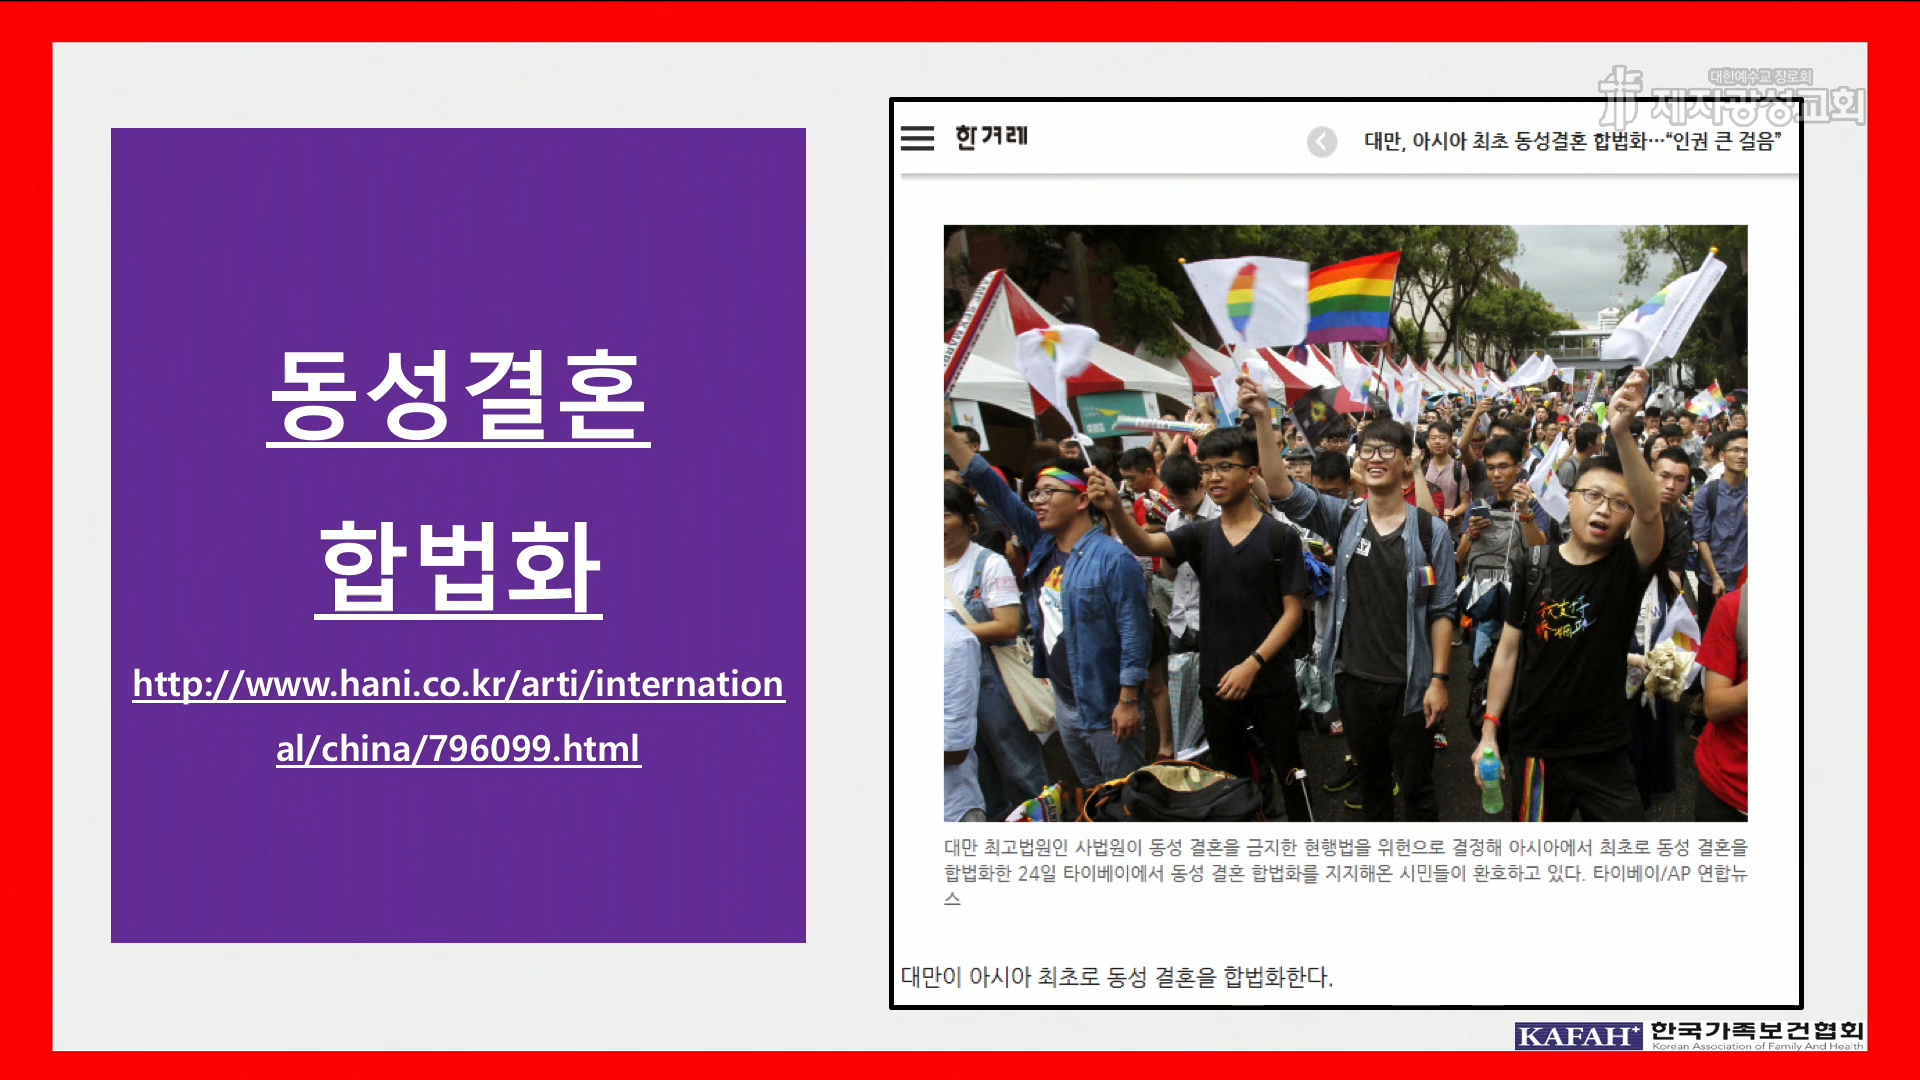 대한예수교 장로회
제자광성교회
동성결혼
합법화
http://www.hani.co.kr/arti/internation
al/china/796099.html
한겨레
대만, 아시아 최초 동성결혼 합법화…“인권 큰 걸음”
대만 최고법원인 사법원이 동성 결혼을 금지한 현행법을 위헌으로 결정해 아시아에서 최초로 동성 결혼을
합법화한 24일 타이베이에서 동성 결혼 합법화를 지지해온 시민들이 환호하고 있다. 타이베이/AP 연합뉴
스
대만이 아시아 최초로 동성 결혼을 합법화한다.
KAFAH+ 한국가족보건협회
Korean Association of Family And Health